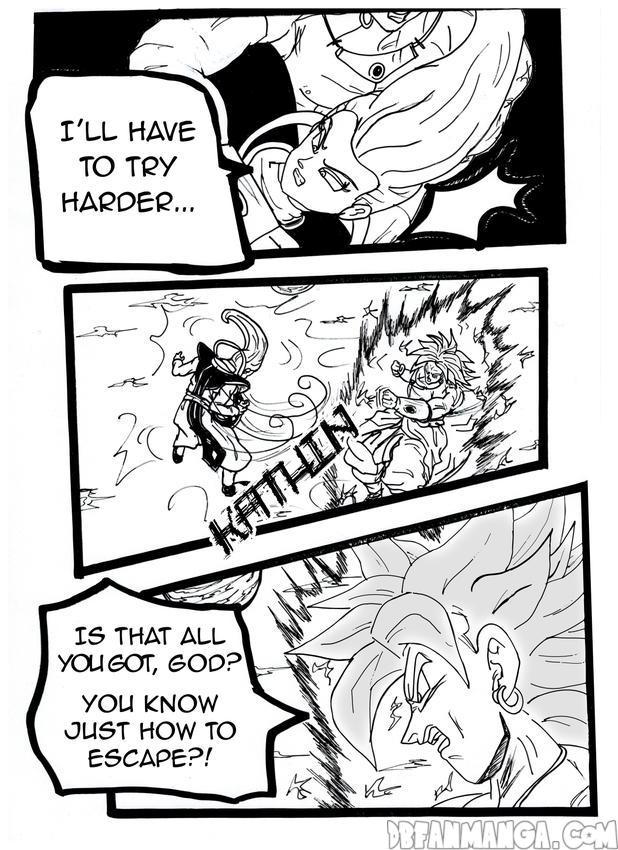 I'LL HAVE
TO TRY
HARDER...
KATHIN
IS THAT ALL
YOU GOT, GOD?
YOU KNOW
JUST HOW TO
ESCAPE?!
DBFANMANGA.COM